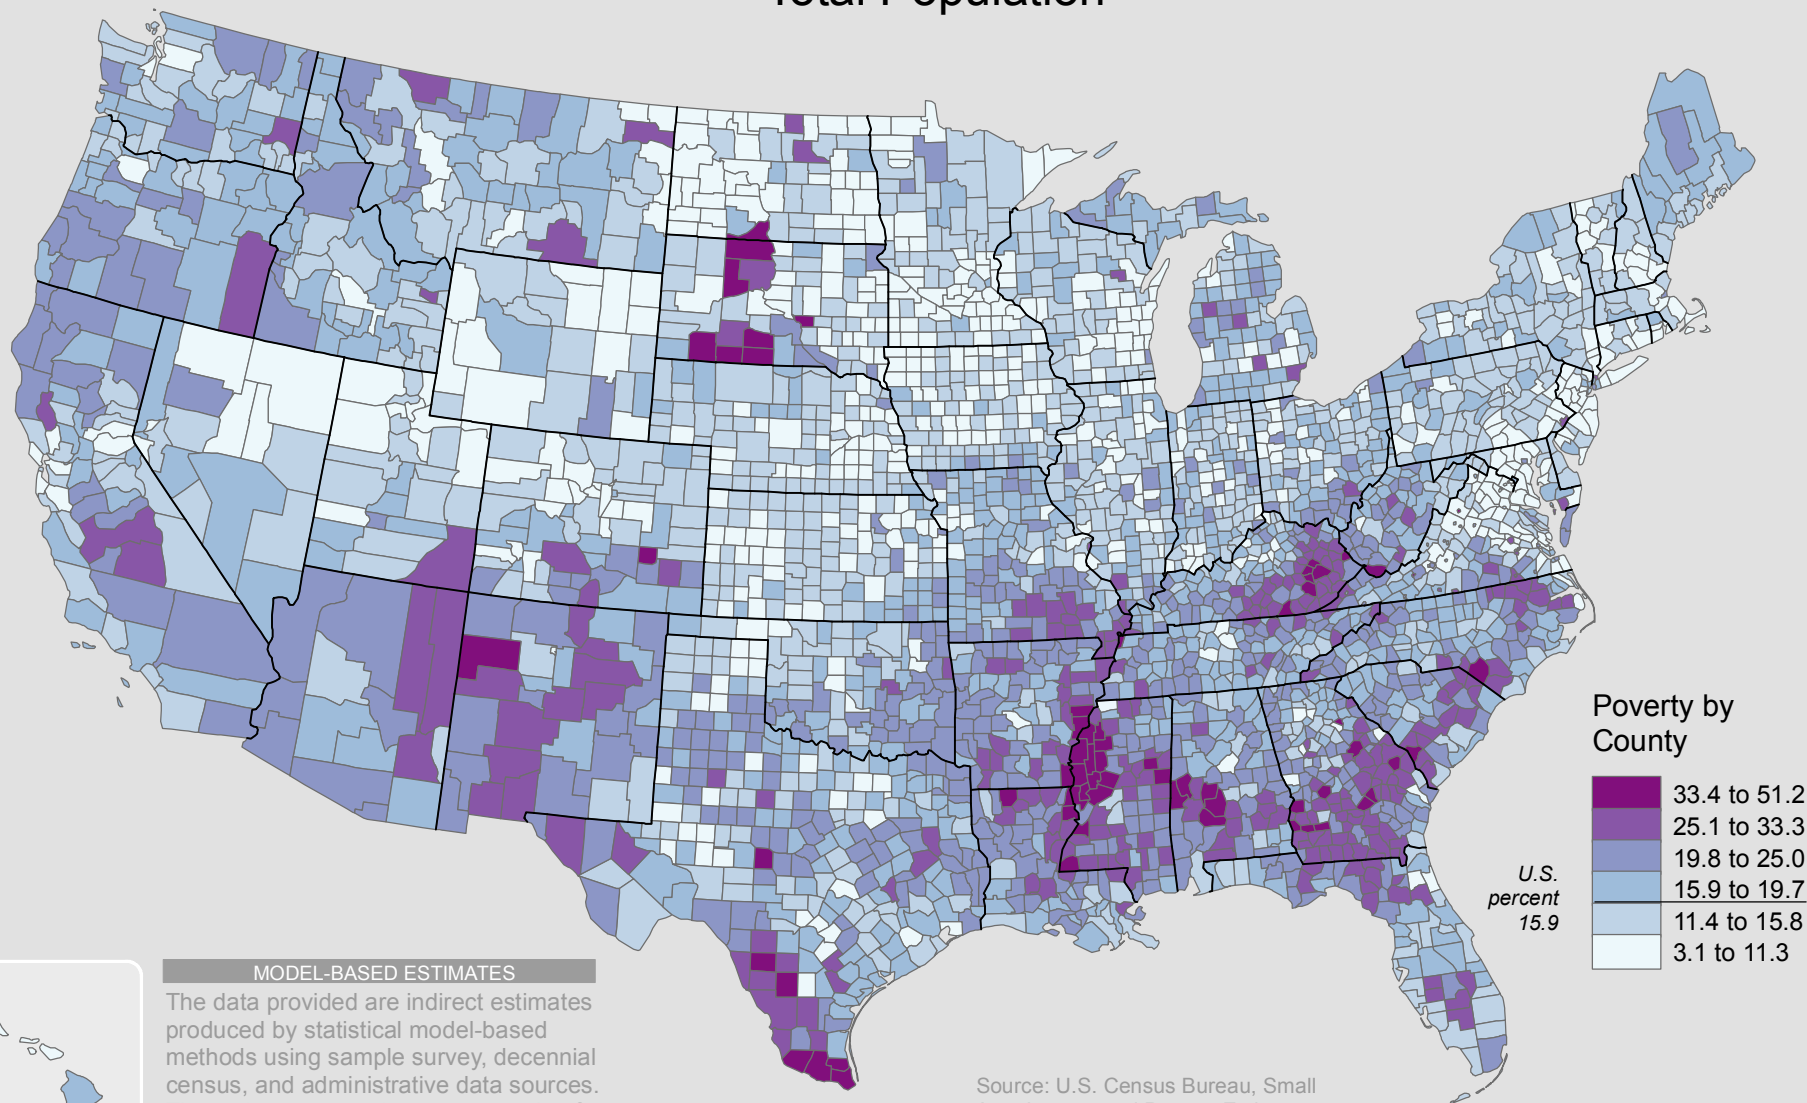 Total Population
Poverty by
County
33.4 to 51.2
25.1 to 33.3
19.8 to 25.0
15.9 to 19.7
11.4 to 15.8
3.1 to 11.3
U.S.
percent
15.9
MODEL-BASED ESTIMATES
The data provided are indirect estimates
produced by statistical model-based
methods using sample survey, decennial
census, and administrative data sources.
Source: U.S. Census Bureau, Small